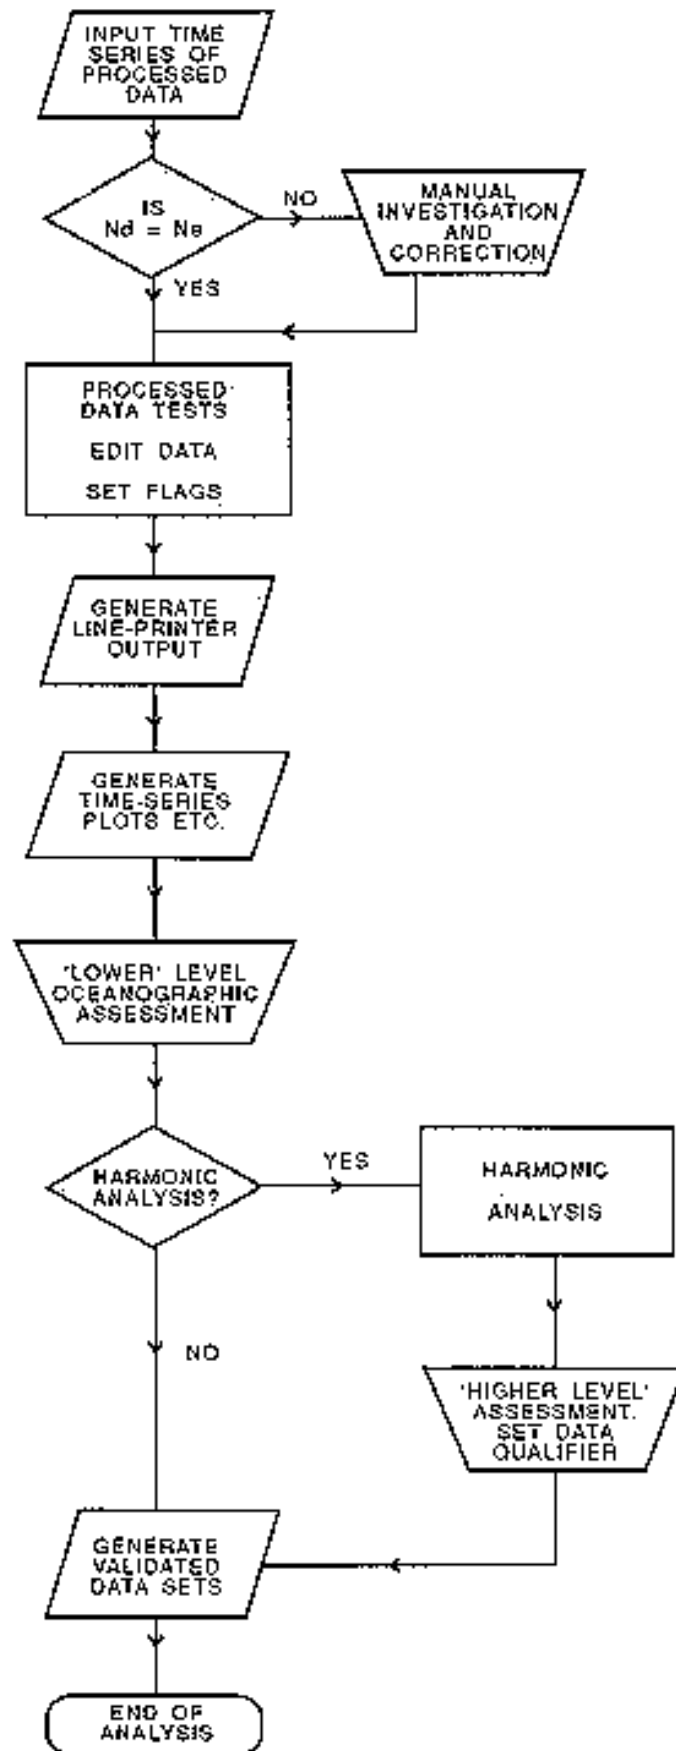 INPUT TIME
SERIES OF
PROCESSED
DATA
IS
Nd = Ne
NO
MANUAL
INVESTIGATION
AND
CORRECTION
YES
PROCESSED
DATA TESTS
EDIT DATA
SET FLAGS
GENERATE
LINE-PRINTER
OUTPUT
GENERATE
TIME-SERIES
PLOTS ETC.
'LOWER' LEVEL
OCEANOGRAPHIC
ASSESSMENT
HARMONIC
ANALYSIS?
YES
HARMONIC
ANALYSIS
NO
'HIGHER LEVEL'
ASSESSMENT.
SET DATA
QUALIFIER
GENERATE
VALIDATED
DATA SETS
END OF
ANALYSIS